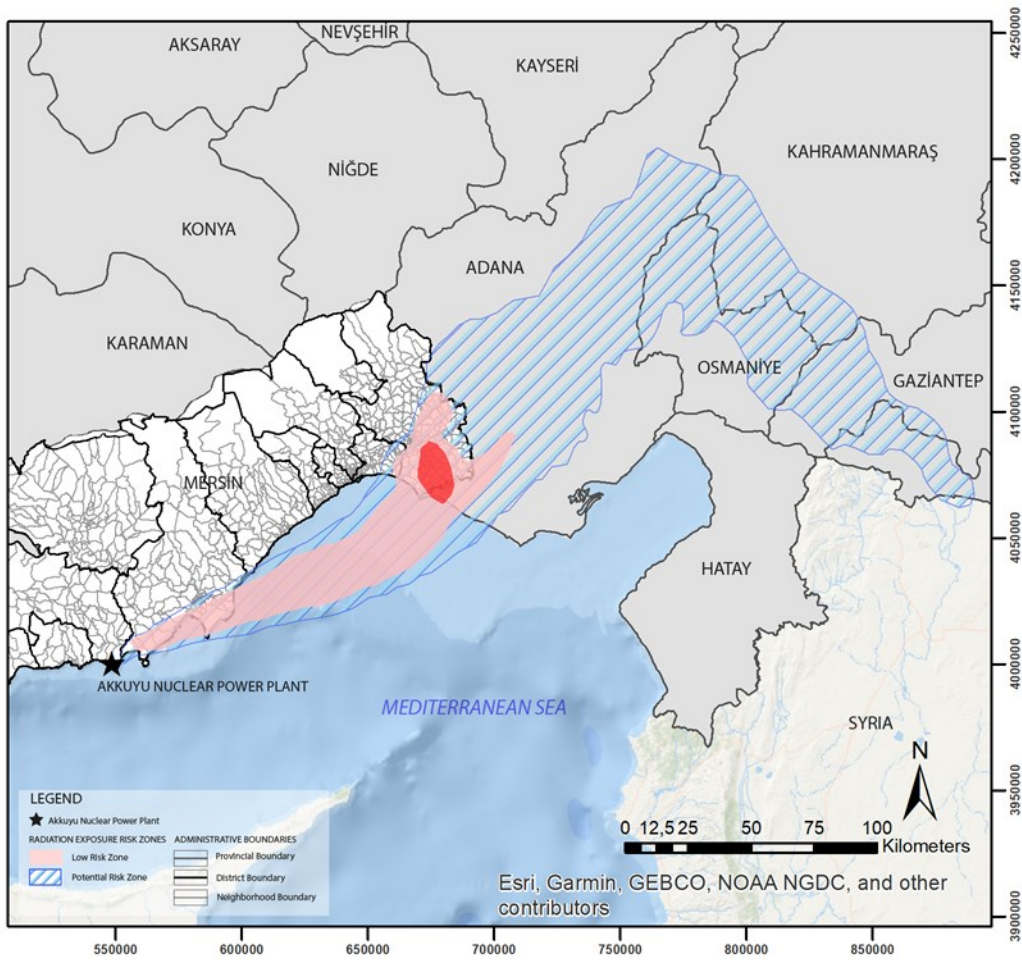 AKSARAY
NEVŞEHİR
KAYSERİ
KAHRAMANMARAŞ
NİĞDE
KONYA
ADANA
KARAMAN
OSMANİYE
GAZİANTEP
MERSİN
HATAY
AKKUYU NUCLEAR POWER PLANT
MEDITERRANEAN SEA
SYRIA
N
LEGEND
Akkuyu Nuclear Power Plant
RADIATION EXPOSURE RISK ZONES
Low Risk Zone
Potential Risk Zone
ADMINISTRATIVE BOUNDARIES
Provincial Boundary
District Boundary
Neighborhood Boundary
0 12,5 25 50 75 100
Kilometers
Esri, Garmin, GEBCO, NOAA NGDC, and other
contributors
4250000
4200000
4150000
4100000
4050000
4000000
3950000
3900000
550000 600000 650000 700000 750000 800000 850000